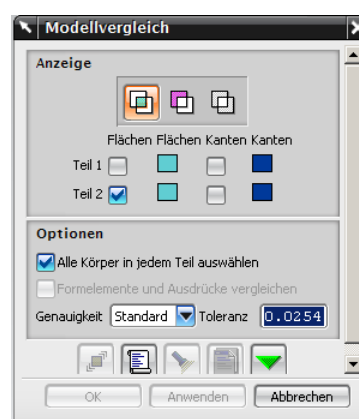 Modellvergleich
Anzeige
Flächen Flächen Kanten Kanten
Teil 1
Teil 2
Optionen
Alle Körper in jedem Teil auswählen
Formelemente und Ausdrücke vergleichen
Genauigkeit Standard Toleranz 0.0254
OK Anwenden Abbrechen